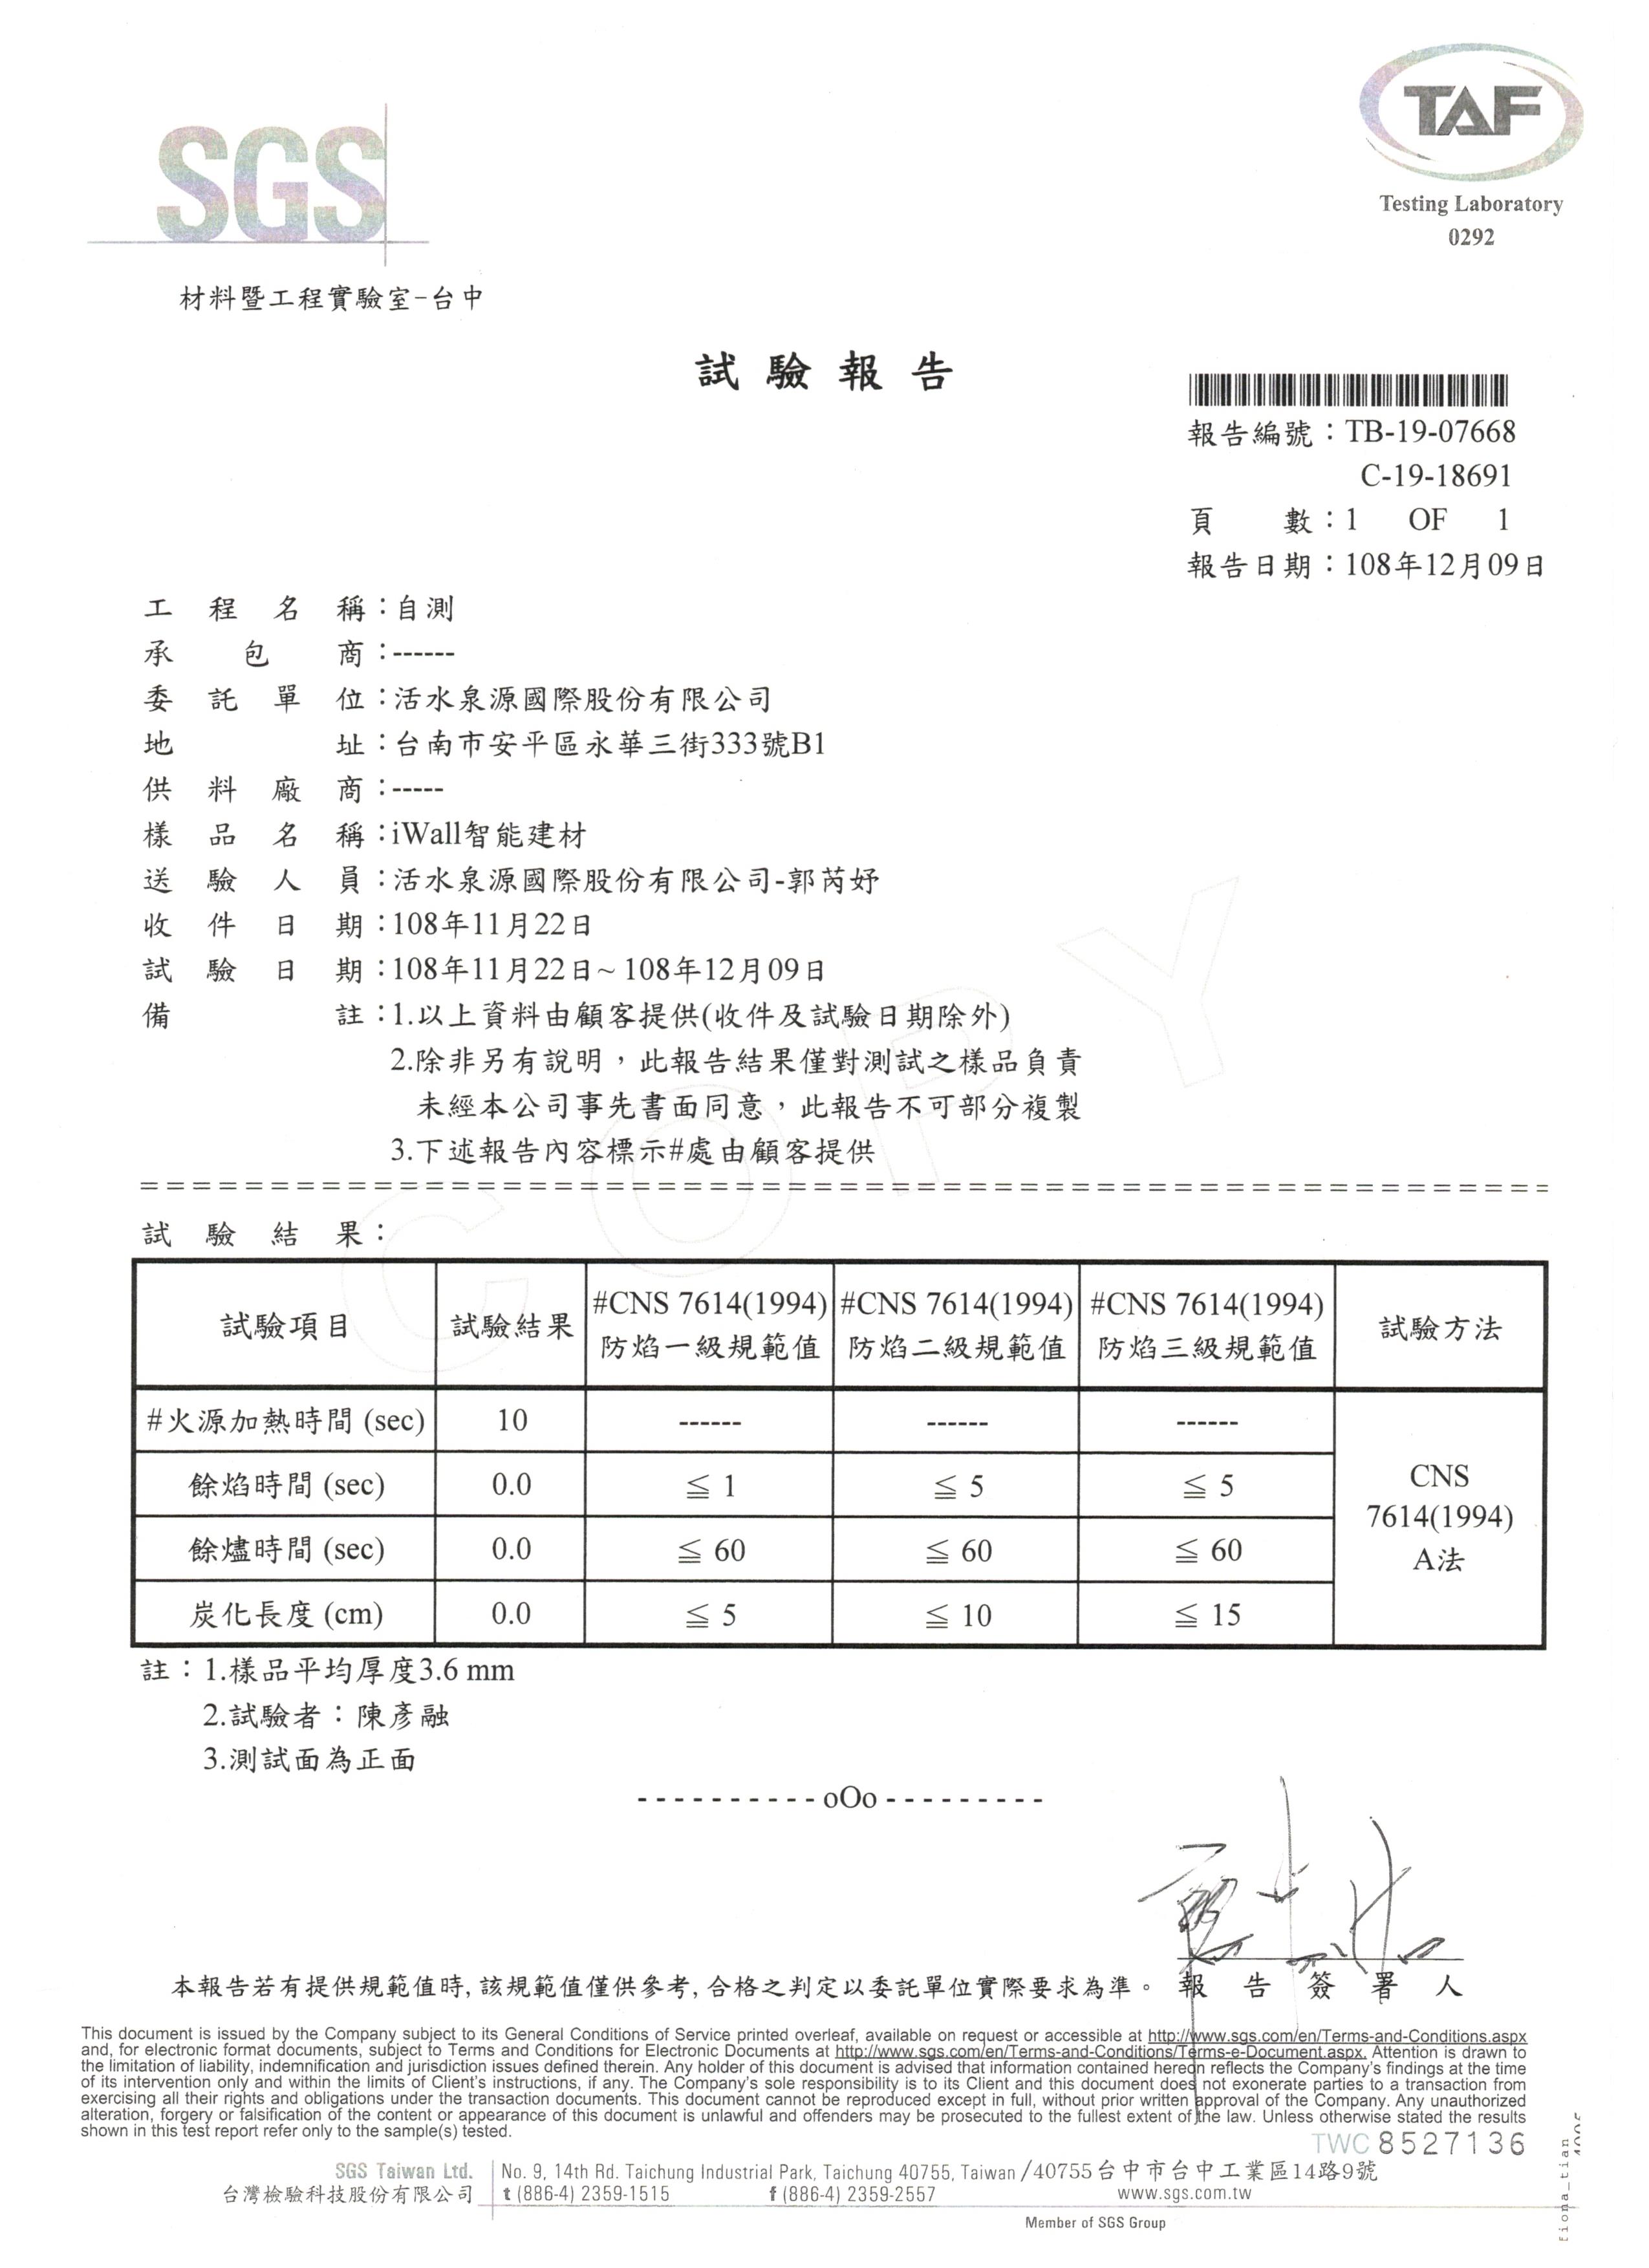 SGS
TAF
Testing Laboratory
0292
材料暨工程實驗室-台中
試驗報告
報告編號：TB-19-07668
C-19-18691
頁數：1 OF 1
報告日期：108年12月09日
工程名稱：自測
承包商：------
委託單位：活水泉源國際股份有限公司
地址：台南市安平區永華三街333號B1
供料廠商：-----
樣品名稱：iWall智能建材
送驗人員：活水泉源國際股份有限公司-郭芮妤
收件日期：108年11月22日
試驗日期：108年11月22日~108年12月09日
備註：1.以上資料由顧客提供(收件及試驗日期除外)
2.除非另有說明，此報告結果僅對測試之樣品負責
未經本公司事先書面同意，此報告不可部分複製
3.下述報告內容標示#處由顧客提供
COPY
試驗結果：
試驗項目 試驗結果 #CNS 7614(1994) 防焰一級規範值 #CNS 7614(1994) 防焰二級規範值 #CNS 7614(1994) 防焰三級規範值 試驗方法
#火源加熱時間 (sec) 10 ------ ------ ------
餘焰時間 (sec) 0.0 ≦ 1 ≦ 5 ≦ 5
餘燼時間 (sec) 0.0 ≦ 60 ≦ 60 ≦ 60
炭化長度 (cm) 0.0 ≦ 5 ≦ 10 ≦ 15
CNS
7614(1994)
A法
註：1.樣品平均厚度3.6 mm
2.試驗者：陳彥融
3.測試面為正面
----------oOo----------
本報告若有提供規範值時,該規範值僅供參考,合格之判定以委託單位實際要求為準。 報告簽署人
This document is issued by the Company subject to its General Conditions of Service printed overleaf, available on request or accessible at http://www.sgs.com/en/Terms-and-Conditions.aspx
and, for electronic format documents, subject to Terms and Conditions for Electronic Documents at http://www.sgs.com/en/Terms-and-Conditions/Terms-e-Document.aspx. Attention is drawn to
the limitation of liability, indemnification and jurisdiction issues defined therein. Any holder of this document is advised that information contained hereon reflects the Company's findings at the time
of its intervention only and within the limits of Client's instructions, if any. The Company's sole responsibility is to its Client and this document does not exonerate parties to a transaction from
exercising all their rights and obligations under the transaction documents. This document cannot be reproduced except in full, without prior written approval of the Company. Any unauthorized
alteration, forgery or falsification of the content or appearance of this document is unlawful and offenders may be prosecuted to the fullest extent of the law. Unless otherwise stated the results
shown in this test report refer only to the sample(s) tested.
TWC 8527136
SGS Taiwan Ltd. No. 9, 14th Rd. Taichung Industrial Park, Taichung 40755, Taiwan /40755台中市台中工業區14路9號
台灣檢驗科技股份有限公司 t (886-4) 2359-1515 f (886-4) 2359-2557 www.sgs.com.tw
Member of SGS Group
fiona_tian